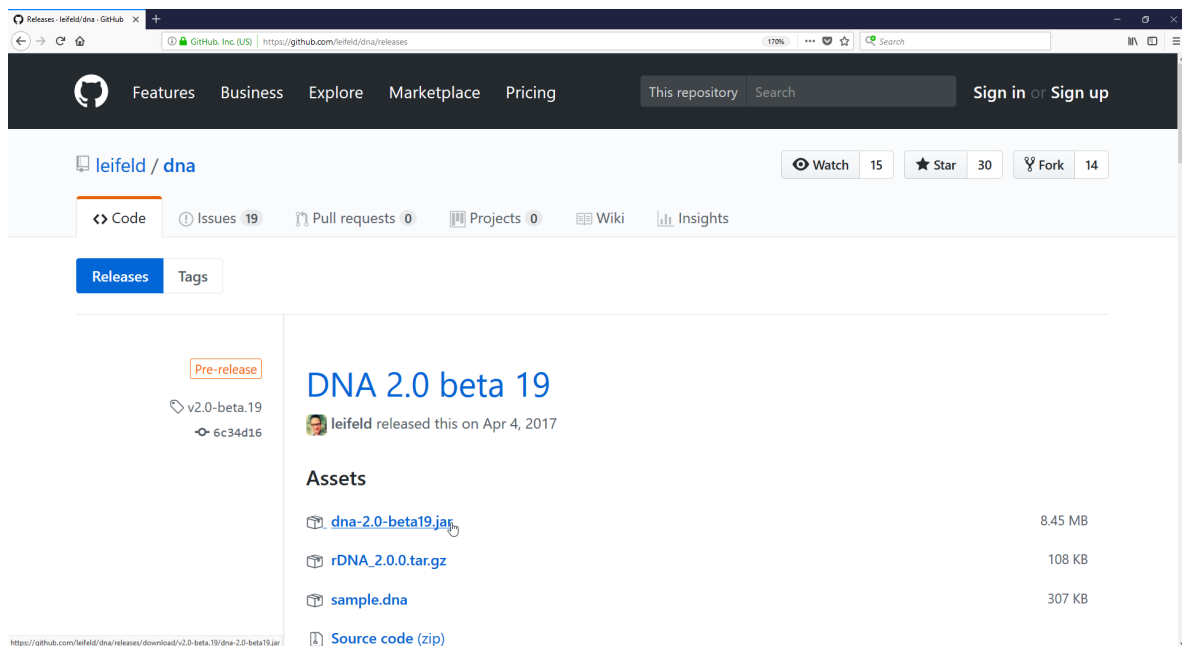 Releases · leifeld/dna · GitHub
GitHub, Inc. (US) https://github.com/leifeld/dna/releases 170% Search
Features Business Explore Marketplace Pricing This repository Search Sign in or Sign up
leifeld / dna Watch 15 Star 30 Fork 14
Code Issues 19 Pull requests 0 Projects 0 Wiki Insights
Releases Tags
Pre-release
v2.0-beta.19
6c34d16
DNA 2.0 beta 19
leifeld released this on Apr 4, 2017
Assets
dna-2.0-beta19.jar 8.45 MB
rDNA_2.0.0.tar.gz 108 KB
sample.dna 307 KB
Source code (zip)
https://github.com/leifeld/dna/releases/download/v2.0-beta.19/dna-2.0-beta19.jar